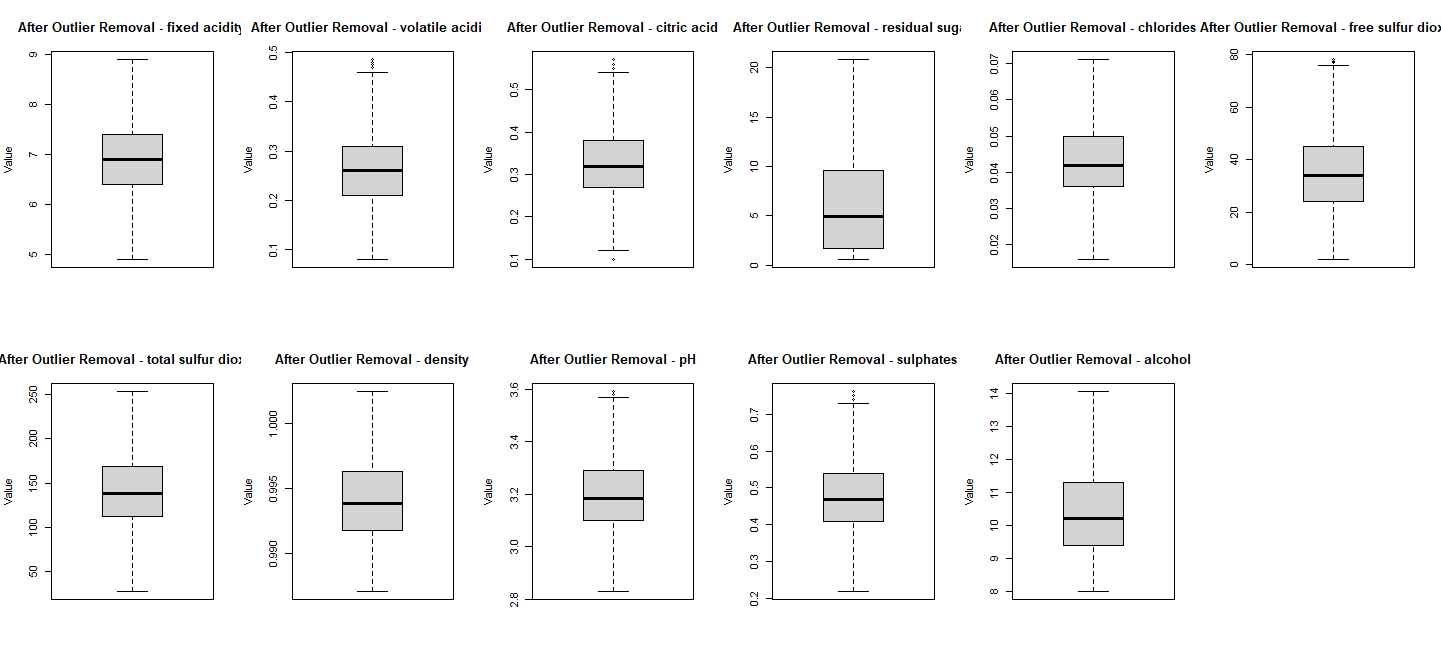 After Outlier Removal - fixed acidity
Value
5
6
7
8
9
After Outlier Removal - volatile acidi
Value
0.1
0.2
0.3
0.4
0.5
After Outlier Removal - citric acid
Value
0.1
0.2
0.3
0.4
0.5
After Outlier Removal - residual suga
Value
0
5
10
15
20
After Outlier Removal - chlorides
Value
0.02
0.03
0.04
0.05
0.06
0.07
After Outlier Removal - free sulfur diox
Value
0
20
40
60
80
After Outlier Removal - total sulfur diox
Value
50
100
150
200
250
After Outlier Removal - density
Value
0.990
0.995
1.000
After Outlier Removal - pH
Value
2.8
3.0
3.2
3.4
3.6
After Outlier Removal - sulphates
Value
0.2
0.3
0.4
0.5
0.6
0.7
After Outlier Removal - alcohol
Value
8
9
10
11
12
13
14